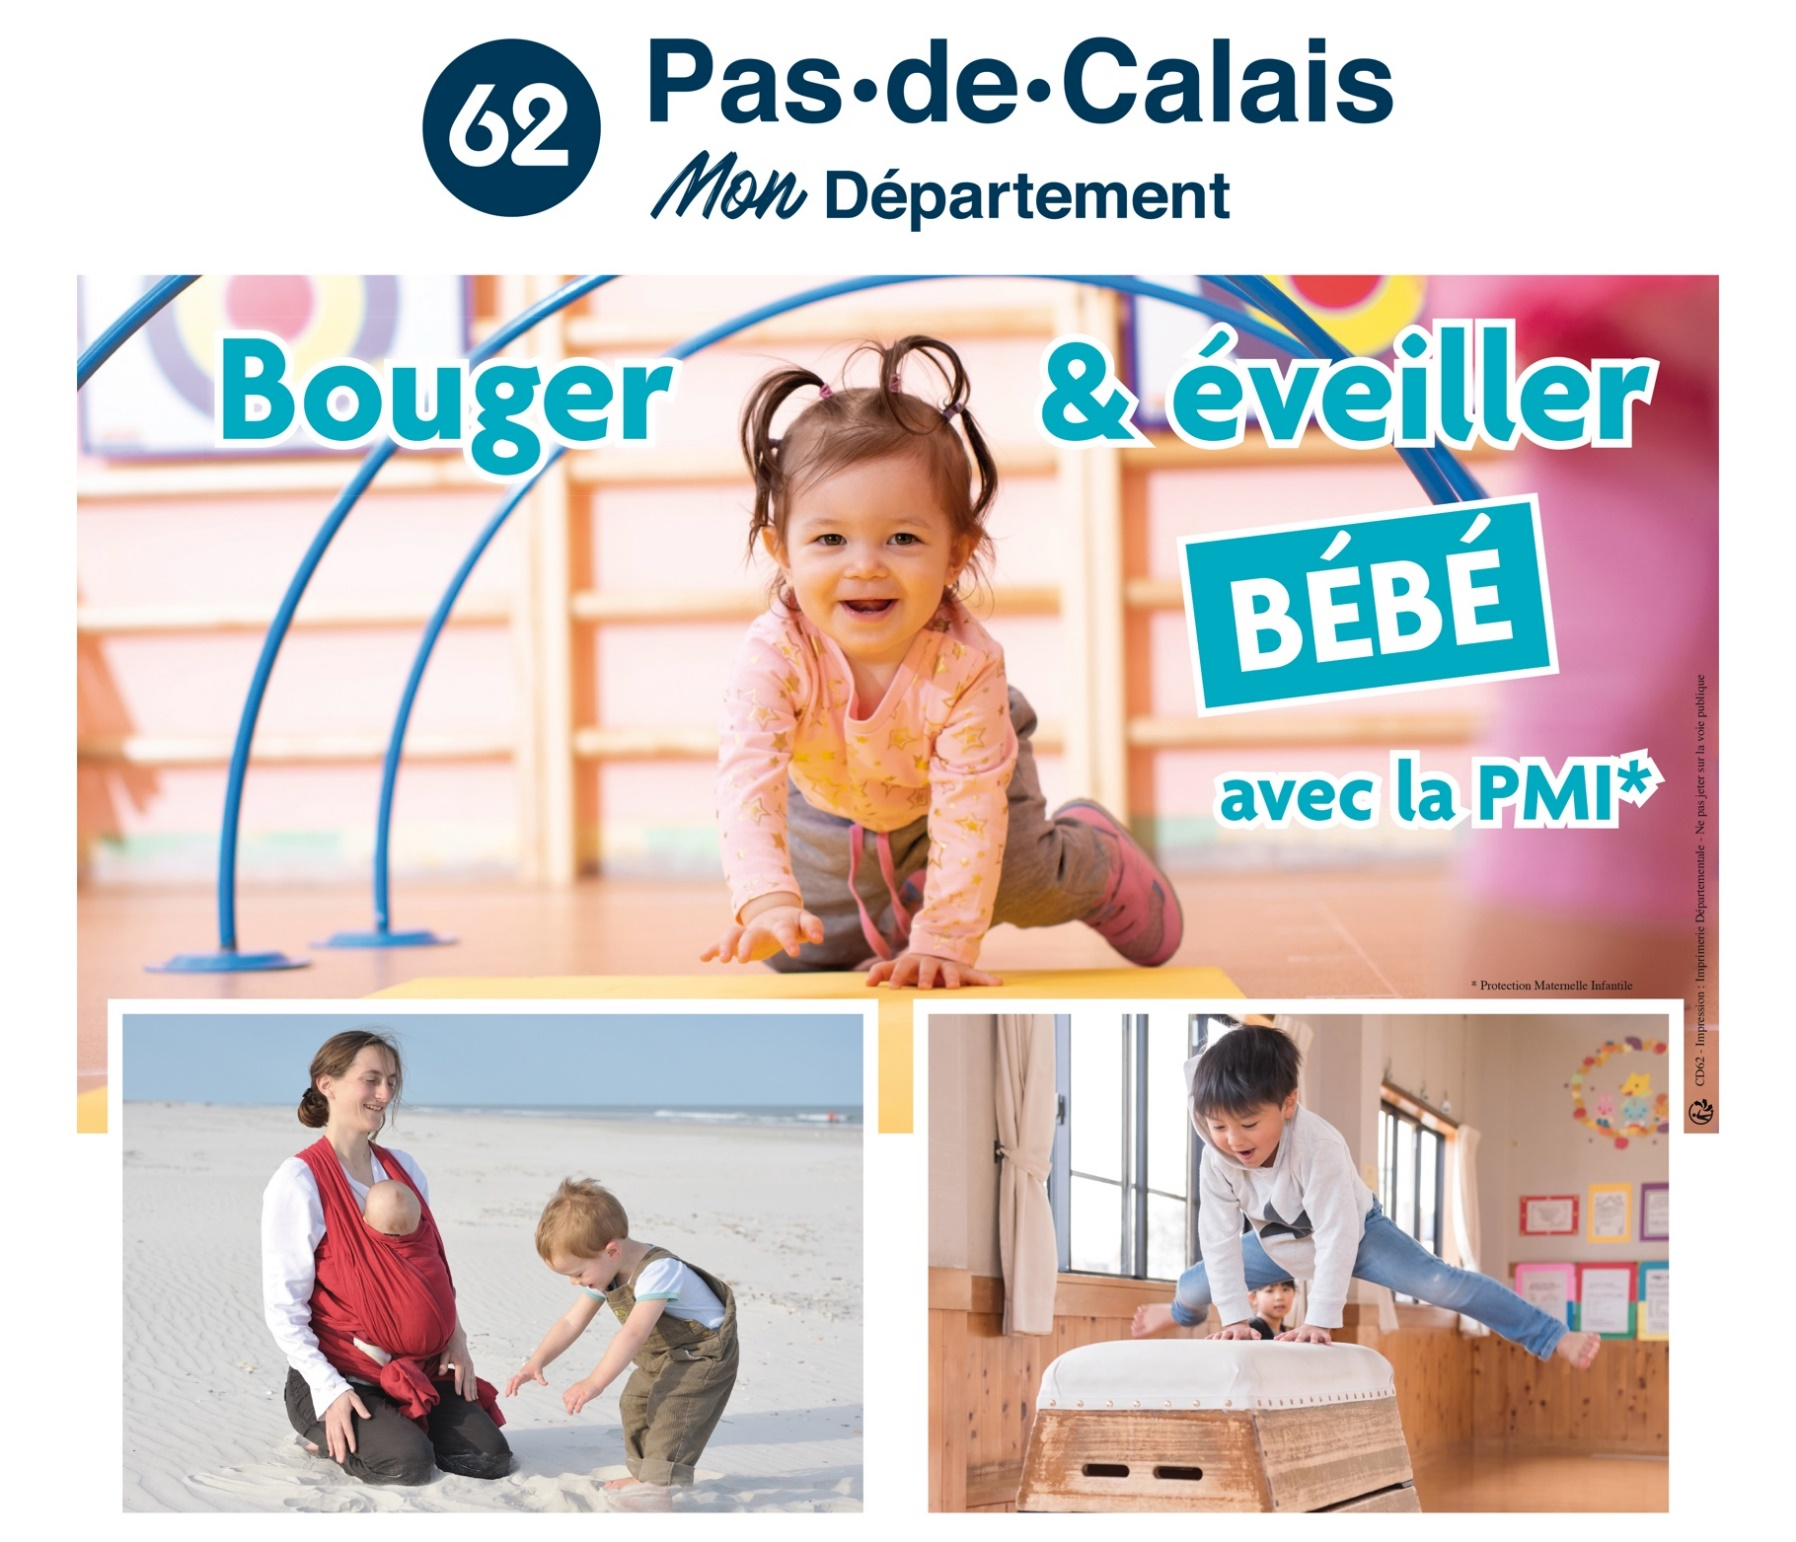 62
Pas•de•Calais
Mon Département
Bouger & éveiller
BÉBÉ
avec la PMI*
* Protection Maternelle Infantile
CD62 - Impression : Imprimerie Départementale - Ne pas jeter sur la voie publique